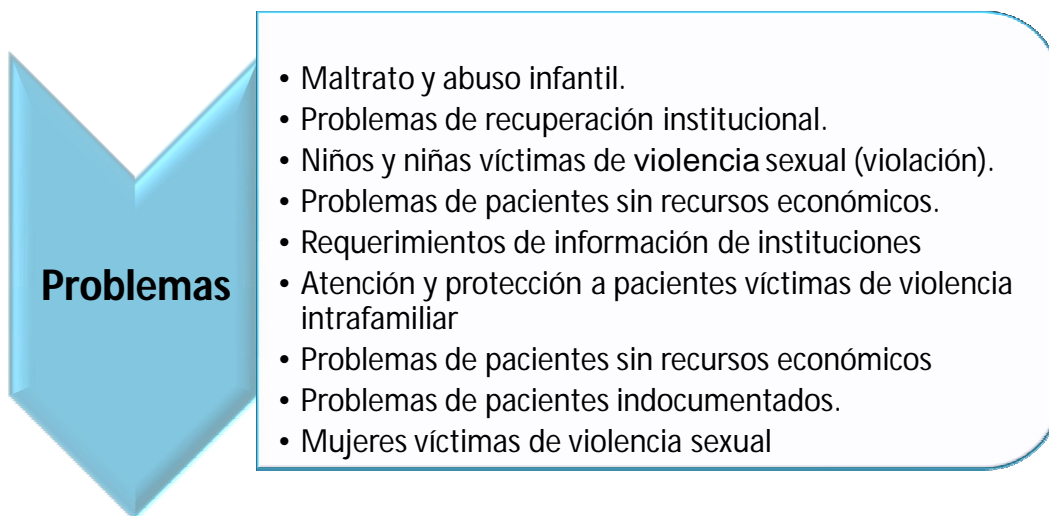 Problemas
• Maltrato y abuso infantil.
• Problemas de recuperación institucional.
• Niños y niñas víctimas de violencia sexual (violación).
• Problemas de pacientes sin recursos económicos.
• Requerimientos de información de instituciones
• Atención y protección a pacientes víctimas de violencia
intrafamiliar
• Problemas de pacientes sin recursos económicos
• Problemas de pacientes indocumentados.
• Mujeres víctimas de violencia sexual